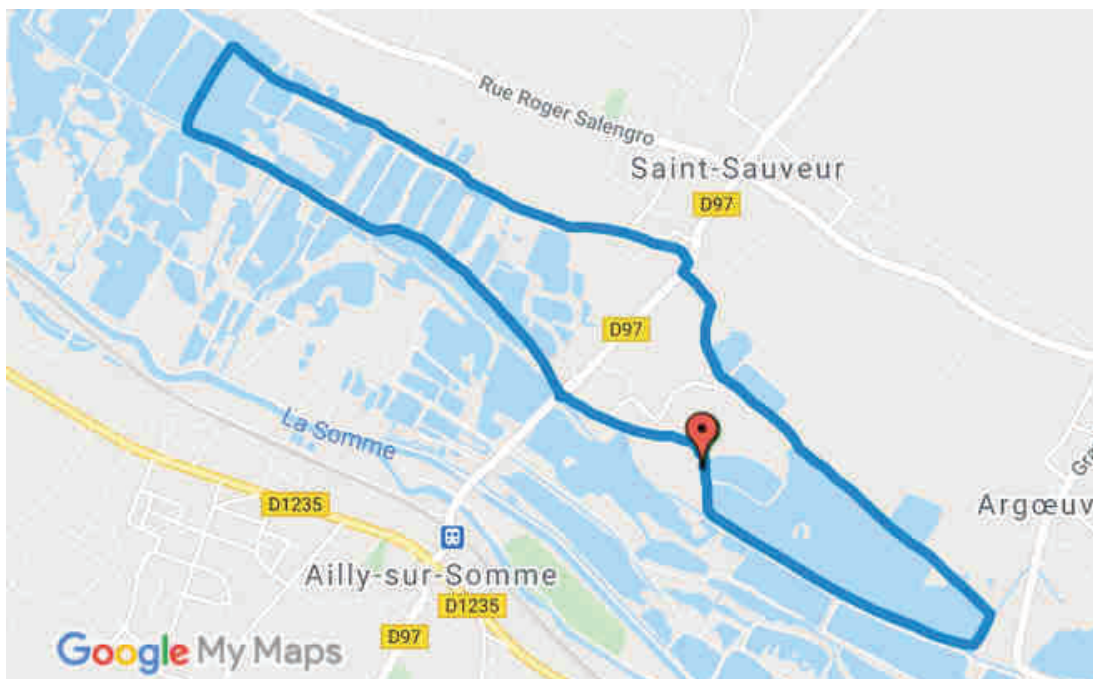 Rue Roger Salengro
Saint-Sauveur
D97
D97
La Somme
D1235
Argœuv
Gra
Ailly-sur-Somme
D1235
D97
Google My Maps